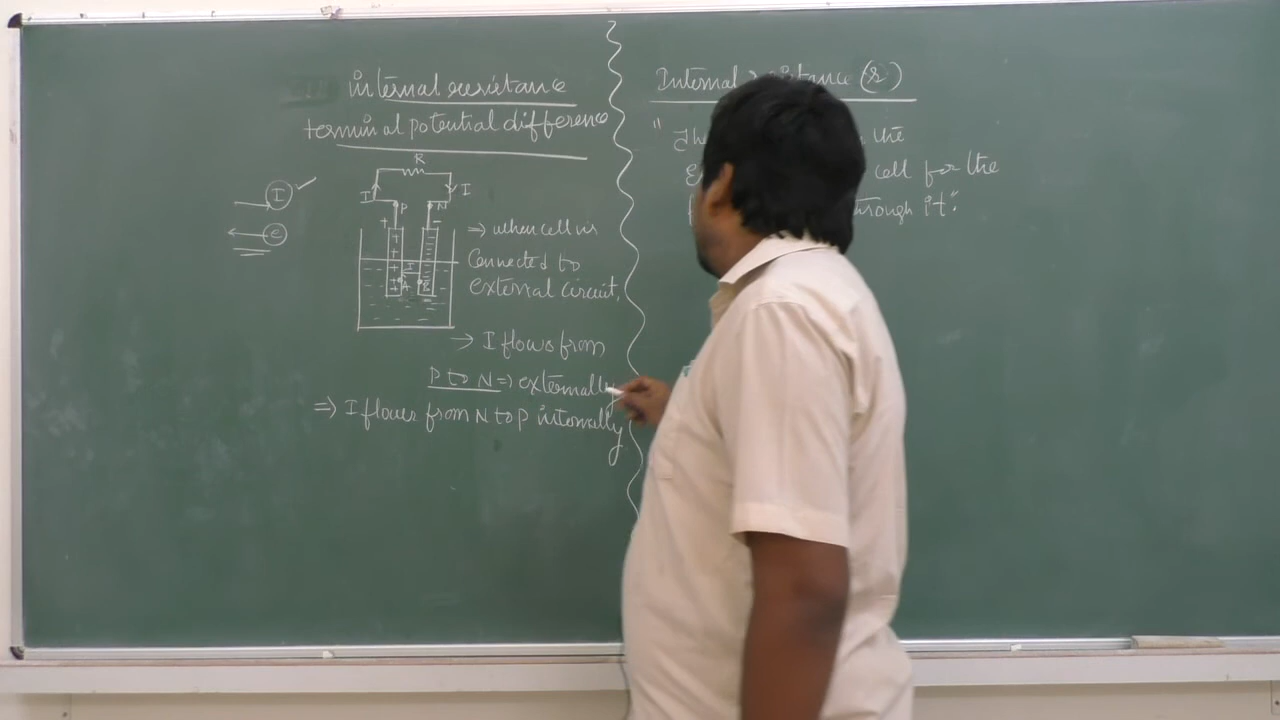 internal resistance
terminal potential difference
R
I I
P N
+ -
I
e
I
A B
⇒ when cell is
Connected to
External circuit,
→ I flows from
P to N ⇒ externally
⇒ I flows from N to P internally
Internal (r)
" the
cell for the
through it".